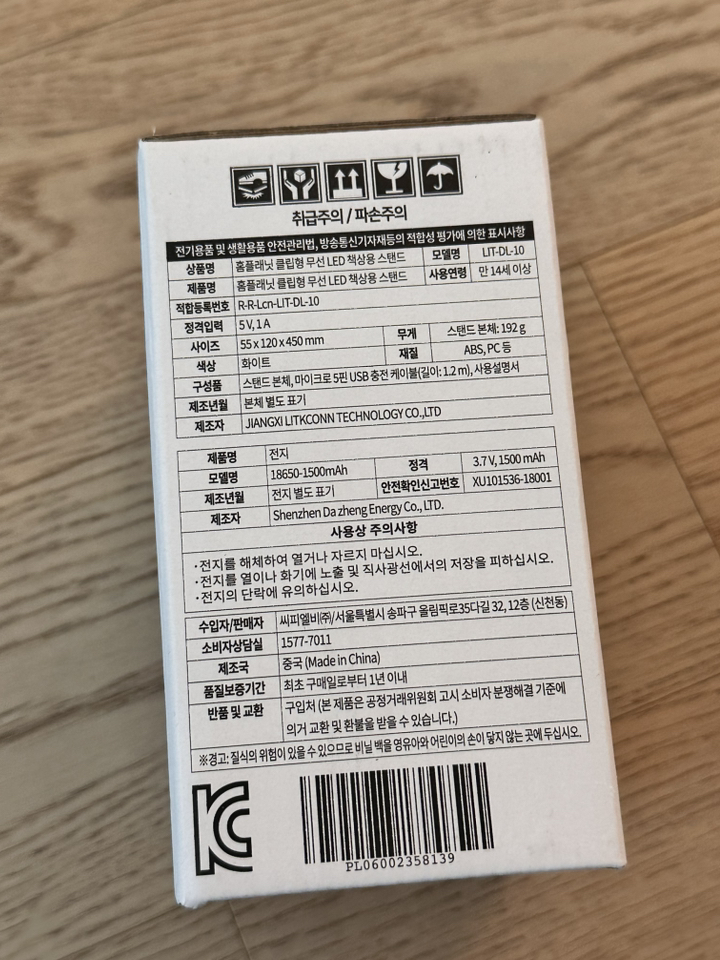 취급주의 / 파손주의
전기용품 및 생활용품 안전관리법, 방송통신기자재등의 적합성 평가에 의한 표시사항
상품명 홈플래닛 클립형 무선 LED 책상용 스탠드 모델명 LIT-DL-10
제품명 홈플래닛 클립형 무선 LED 책상용 스탠드 사용연령 만 14세 이상
적합등록번호 R-R-Lcn-LIT-DL-10
정격입력 5 V, 1 A
사이즈 55 x 120 x 450 mm 무게 스탠드 본체: 192 g
색상 화이트 재질 ABS, PC 등
구성품 스탠드 본체, 마이크로 5핀 USB 충전 케이블(길이: 1.2 m), 사용설명서
제조년월 본체 별도 표기
제조자 JIANGXI LITKCONN TECHNOLOGY CO.,LTD
제품명 전지
모델명 18650-1500mAh 정격 3.7 V, 1500 mAh
제조년월 전지 별도 표기 안전확인신고번호 XU101536-18001
제조자 Shenzhen Da zheng Energy Co., LTD.
사용상 주의사항
·전지를 해체하여 열거나 자르지 마십시오.
·전지를 열이나 화기에 노출 및 직사광선에서의 저장을 피하십시오.
·전지의 단락에 유의하십시오.
수입자/판매자 씨피엘비㈜/서울특별시 송파구 올림픽로35다길 32, 12층 (신천동)
소비자상담실 1577-7011
제조국 중국 (Made in China)
품질보증기간 최초 구매일로부터 1년 이내
반품 및 교환 구입처 (본 제품은 공정거래위원회 고시 소비자 분쟁해결 기준에
의거 교환 및 환불을 받을 수 있습니다.)
※경고: 질식의 위험이 있을 수 있으므로 비닐 백을 영유아와 어린이의 손이 닿지 않는 곳에 두십시오.
KC
PL06002358139